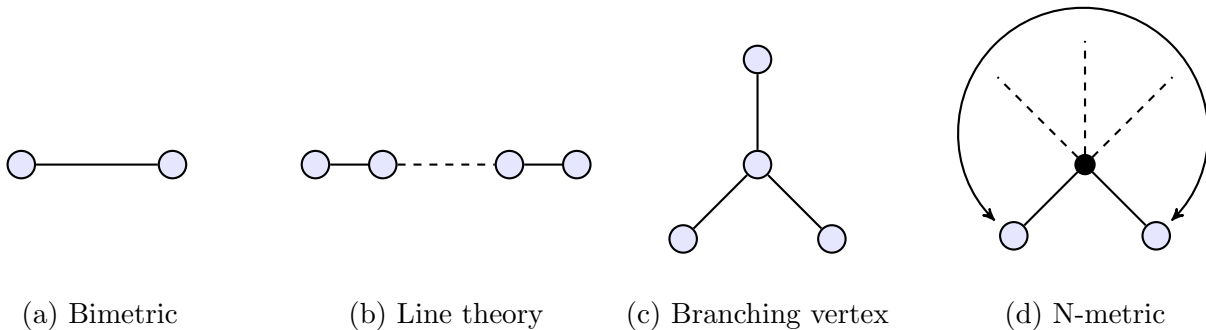 (a) Bimetric
(b) Line theory
(c) Branching vertex
(d) N-metric